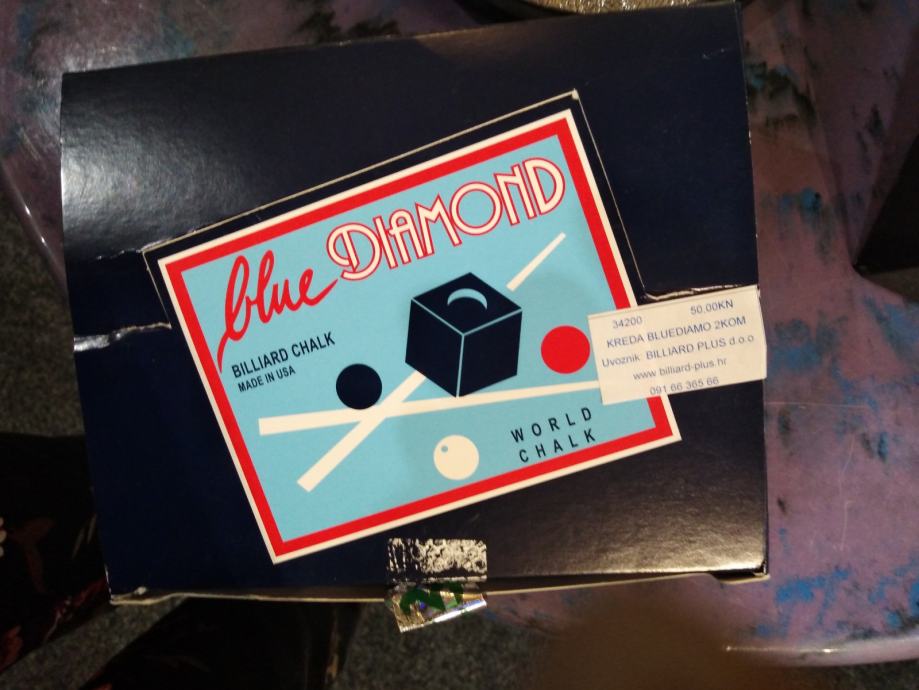 blue DIAMOND
BILLIARD CHALK
MADE IN USA
WORLD
CHALK
34200 50.00KN
KREDA BLUEDIAMO 2KOM
Uvoznik BILLIARD PLUS d.o.o
www.billiard-plus.hr
091 66 365 66